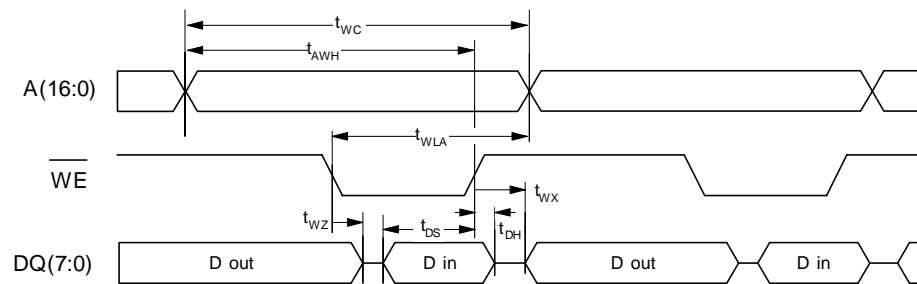 tWC
tAWH
A(16:0)
tWLA
WE
tWX
tWZ
tDS
tDH
DQ(7:0)
D out
D in
D out
D in